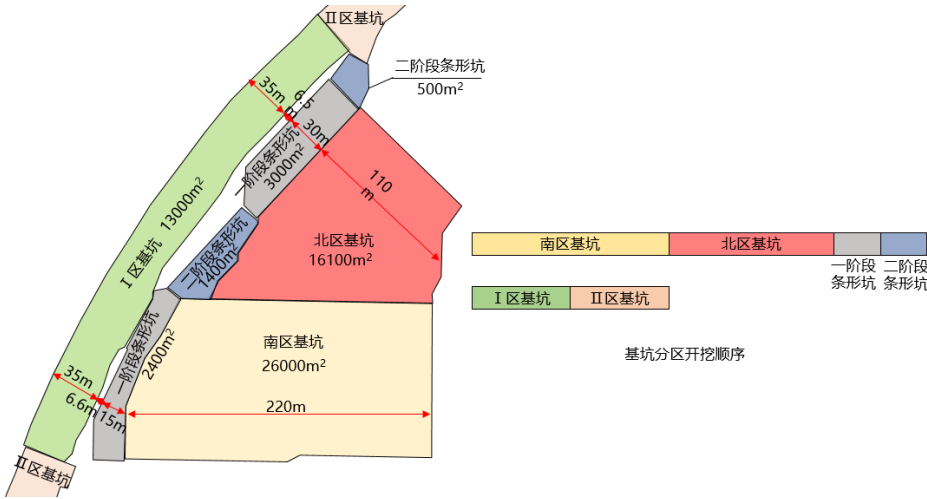 II区基坑
二阶段条形坑
500m²
35m
6.5
m
30m
一阶段条形坑
3000m²
110
m
I区基坑 13000m²
二阶段条形坑
1400m²
北区基坑
16100m²
一阶段条形坑
2400m²
南区基坑
26000m²
35m
6.6m
15m
220m
II区基坑
南区基坑
北区基坑
一阶段
条形坑
二阶段
条形坑
I区基坑
II区基坑
基坑分区开挖顺序